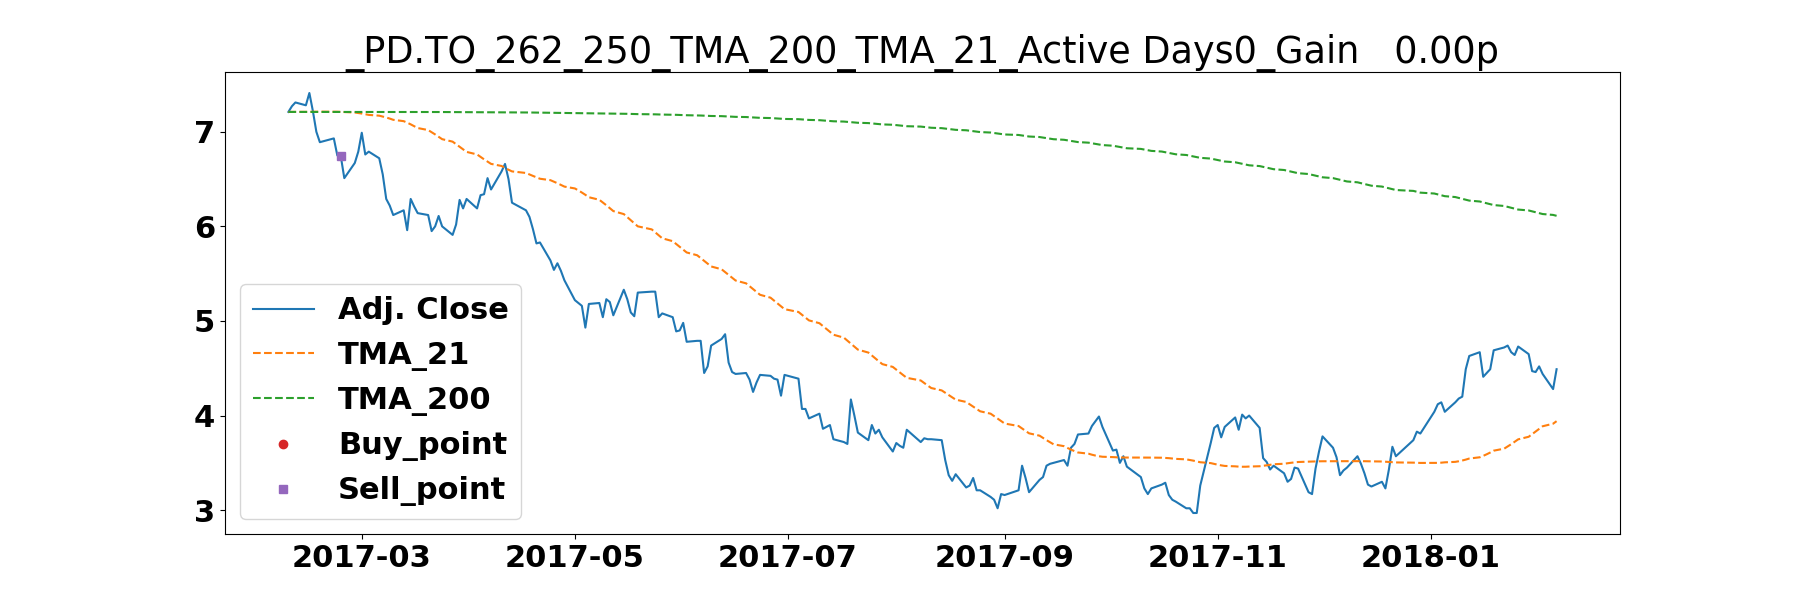 _PD.TO_262_250_TMA_200_TMA_21_Active Days0_Gain   0.00p
7
6
5
4
3
Adj. Close
TMA_21
TMA_200
Buy_point
Sell_point
2017-03 2017-05 2017-07 2017-09 2017-11 2018-01